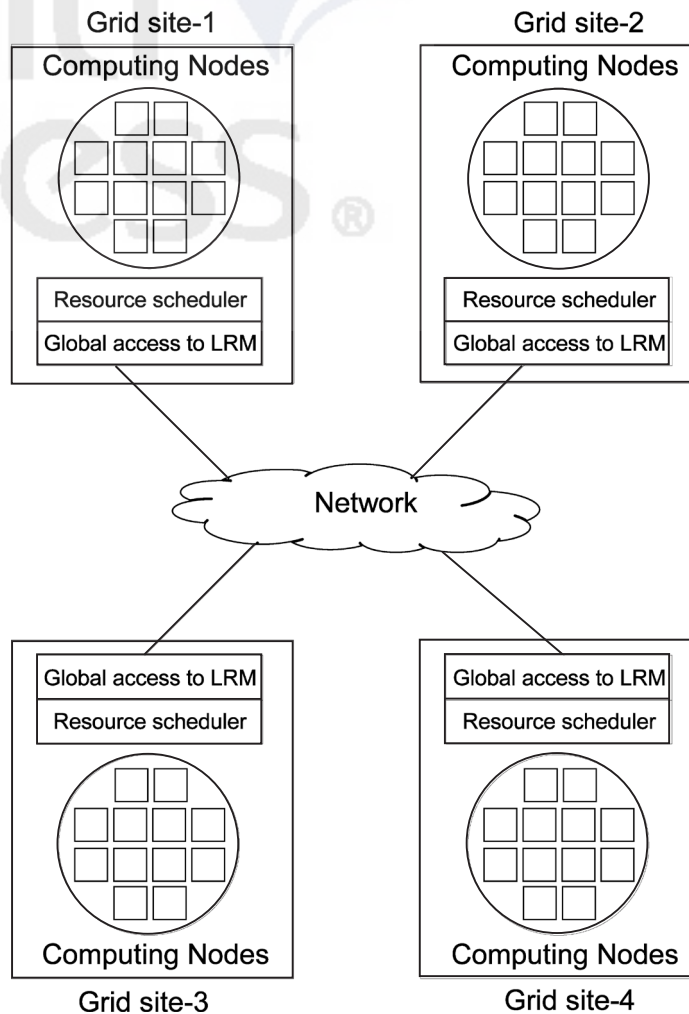 Grid site-1
Grid site-2
Computing Nodes
Computing Nodes
®
Resource scheduler
Resource scheduler
Global access to LRM
Global access to LRM
Network
Global access to LRM
Global access to LRM
Resource scheduler
Resource scheduler
Computing Nodes
Computing Nodes
Grid site-3
Grid site-4